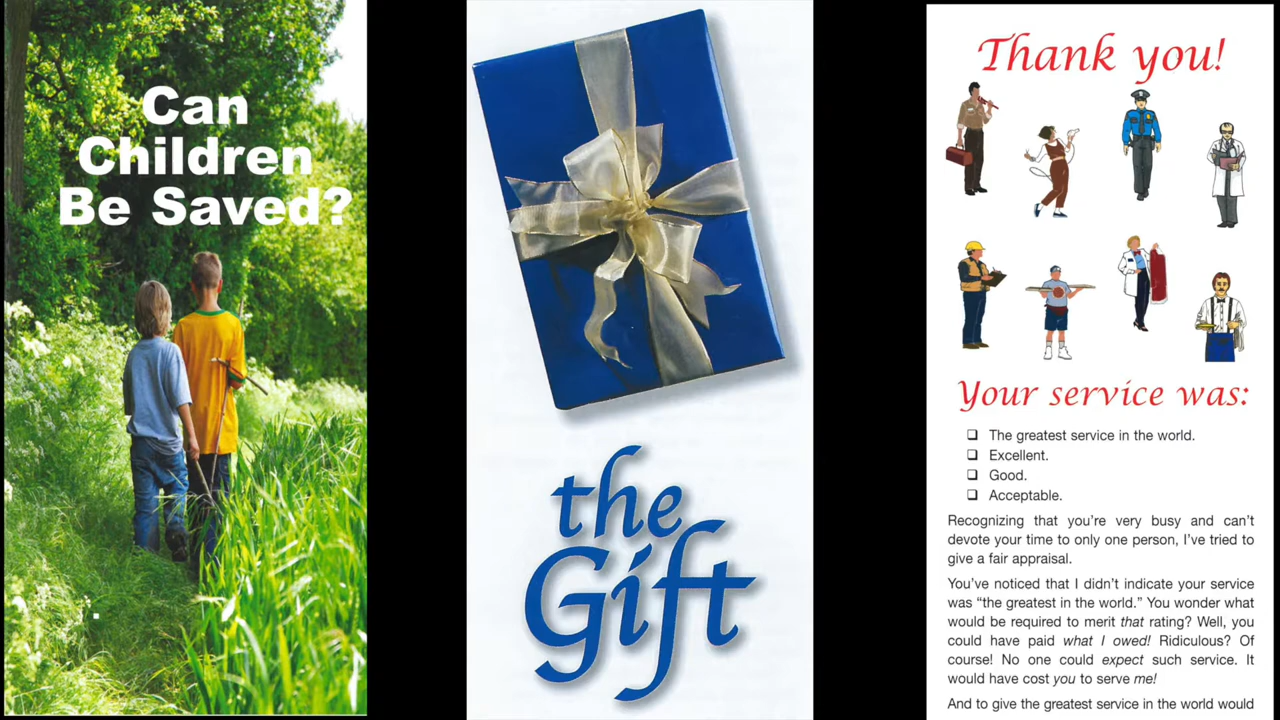 Can
Children
Be Saved?
the
Gift
Thank you!
Your service was:
❑ The greatest service in the world.
❑ Excellent.
❑ Good.
❑ Acceptable.
Recognizing that you’re very busy and can’t
devote your time to only one person, I’ve tried to
give a fair appraisal.
You’ve noticed that I didn’t indicate your service
was “the greatest in the world.” You wonder what
would be required to merit that rating? Well, you
could have paid what I owed! Ridiculous? Of
course! No one could expect such service. It
would have cost you to serve me!
And to give the greatest service in the world would